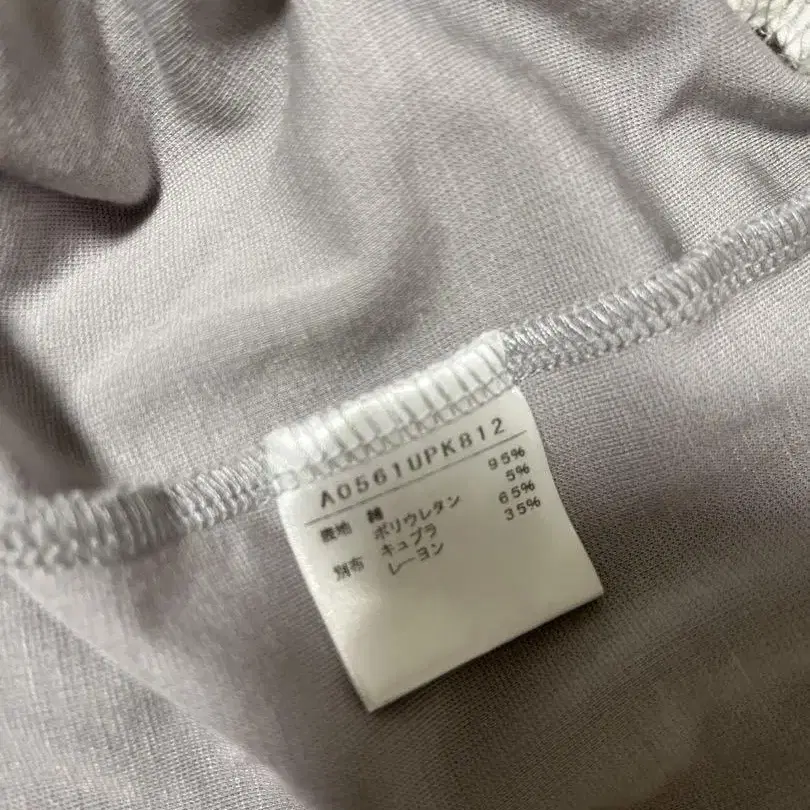 A0561UPK812
表地 綿 95%
ポリウレタン 5%
別布 キュプラ 65%
レーヨン 35%